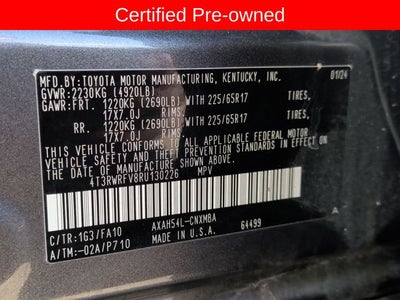 Certified Pre-owned
MFD.BY:TOYOTA MOTOR MANUFACTURING, KENTUCKY, INC.
GVWR:2230KG (4920LB) 01/24
GAWR:FRT. 1220KG (2690LB) WITH 225/65R17 TIRES,
17X7.0J RIMS,
RR. 1220KG (2690LB) WITH 225/65R17 TIRES,
17X7.0J RIMS,
THIS VEHICLE CONFORMS TO ALL APPLICABLE
FEDERAL MOTOR VEHICLE SAFETY AND THEFT
PREVENTION STANDARDS IN EFFECT ON THE
DATE OF MANUFACTURE SHOWN ABOVE.
4T3RWRFV8RU130226 MPV
C/TR:1G3/FA10 AXAH54L-CNXMBA 64499
A/TM:-02A/P710